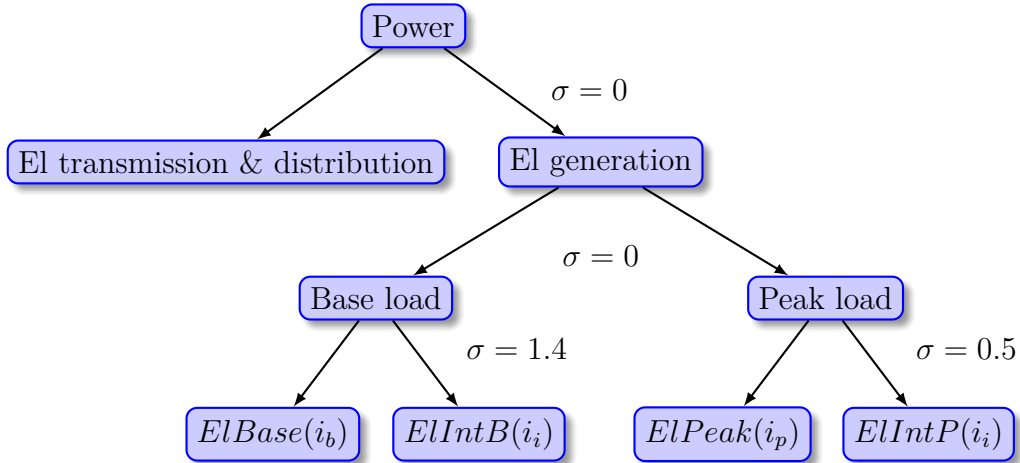 Power
σ = 0
El transmission & distribution
El generation
σ = 0
Base load
Peak load
σ = 1.4
σ = 0.5
ElBase(i_b)
ElIntB(i_i)
ElPeak(i_p)
ElIntP(i_i)